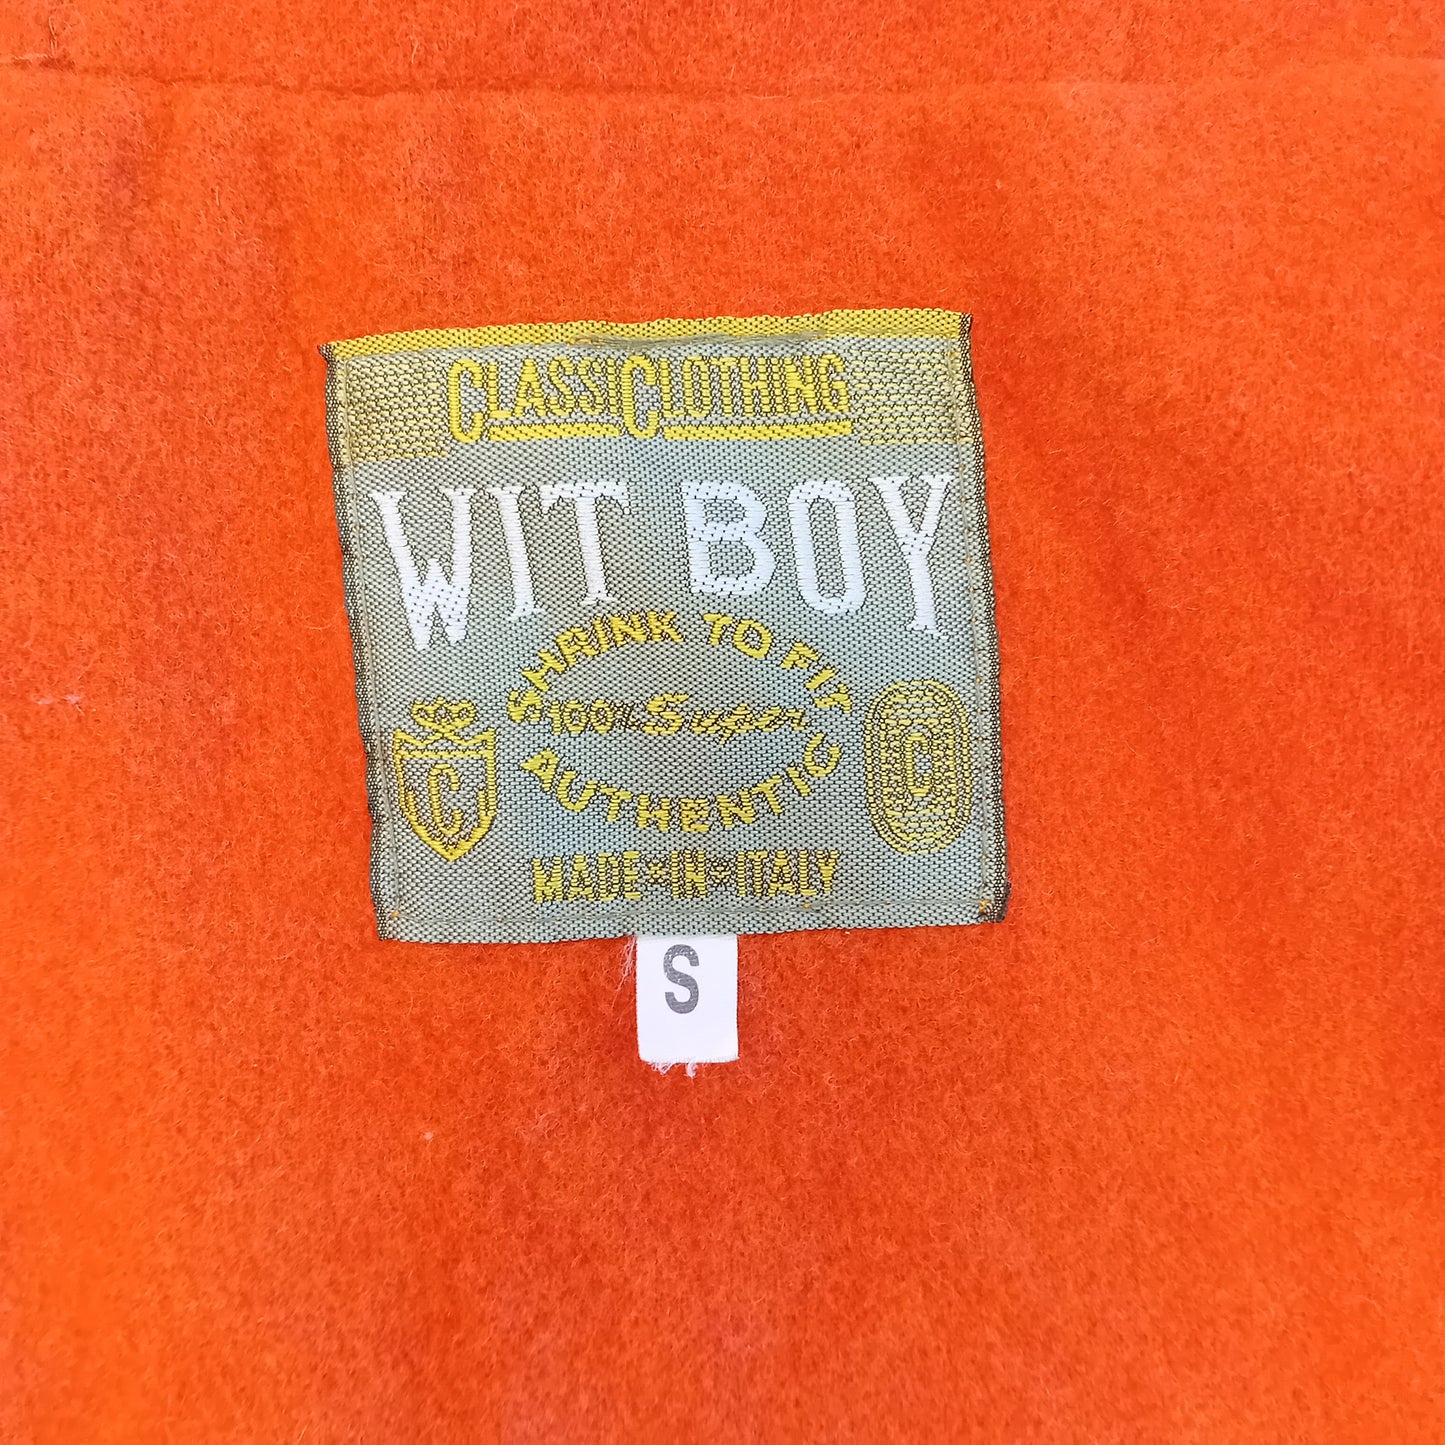 CLASSICLOTHING
WIT BOY
SHRINK TO FIT
100% Super
AUTHENTIC
C
C
MADE IN ITALY
S